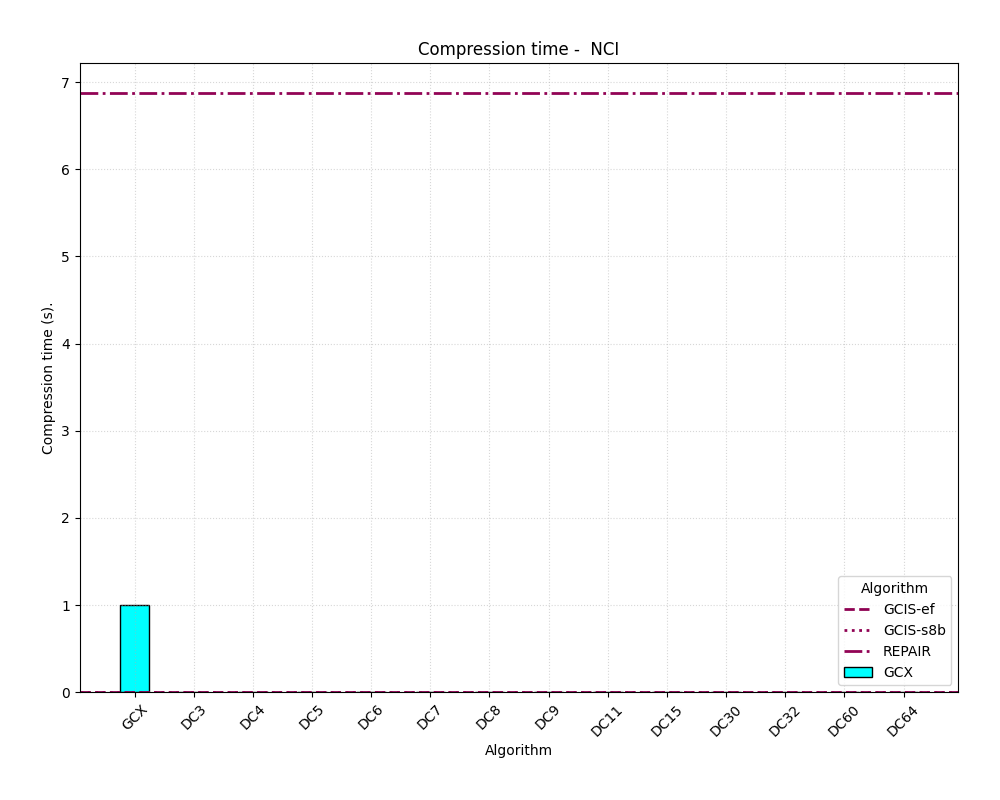 Compression time -  NCI
Compression time (s).
7
6
5
4
3
2
1
0
Algorithm
GCIS-ef
GCIS-s8b
REPAIR
GCX
GCX
DC3
DC4
DC5
DC6
DC7
DC8
DC9
DC11
DC15
DC30
DC32
DC60
DC64
Algorithm